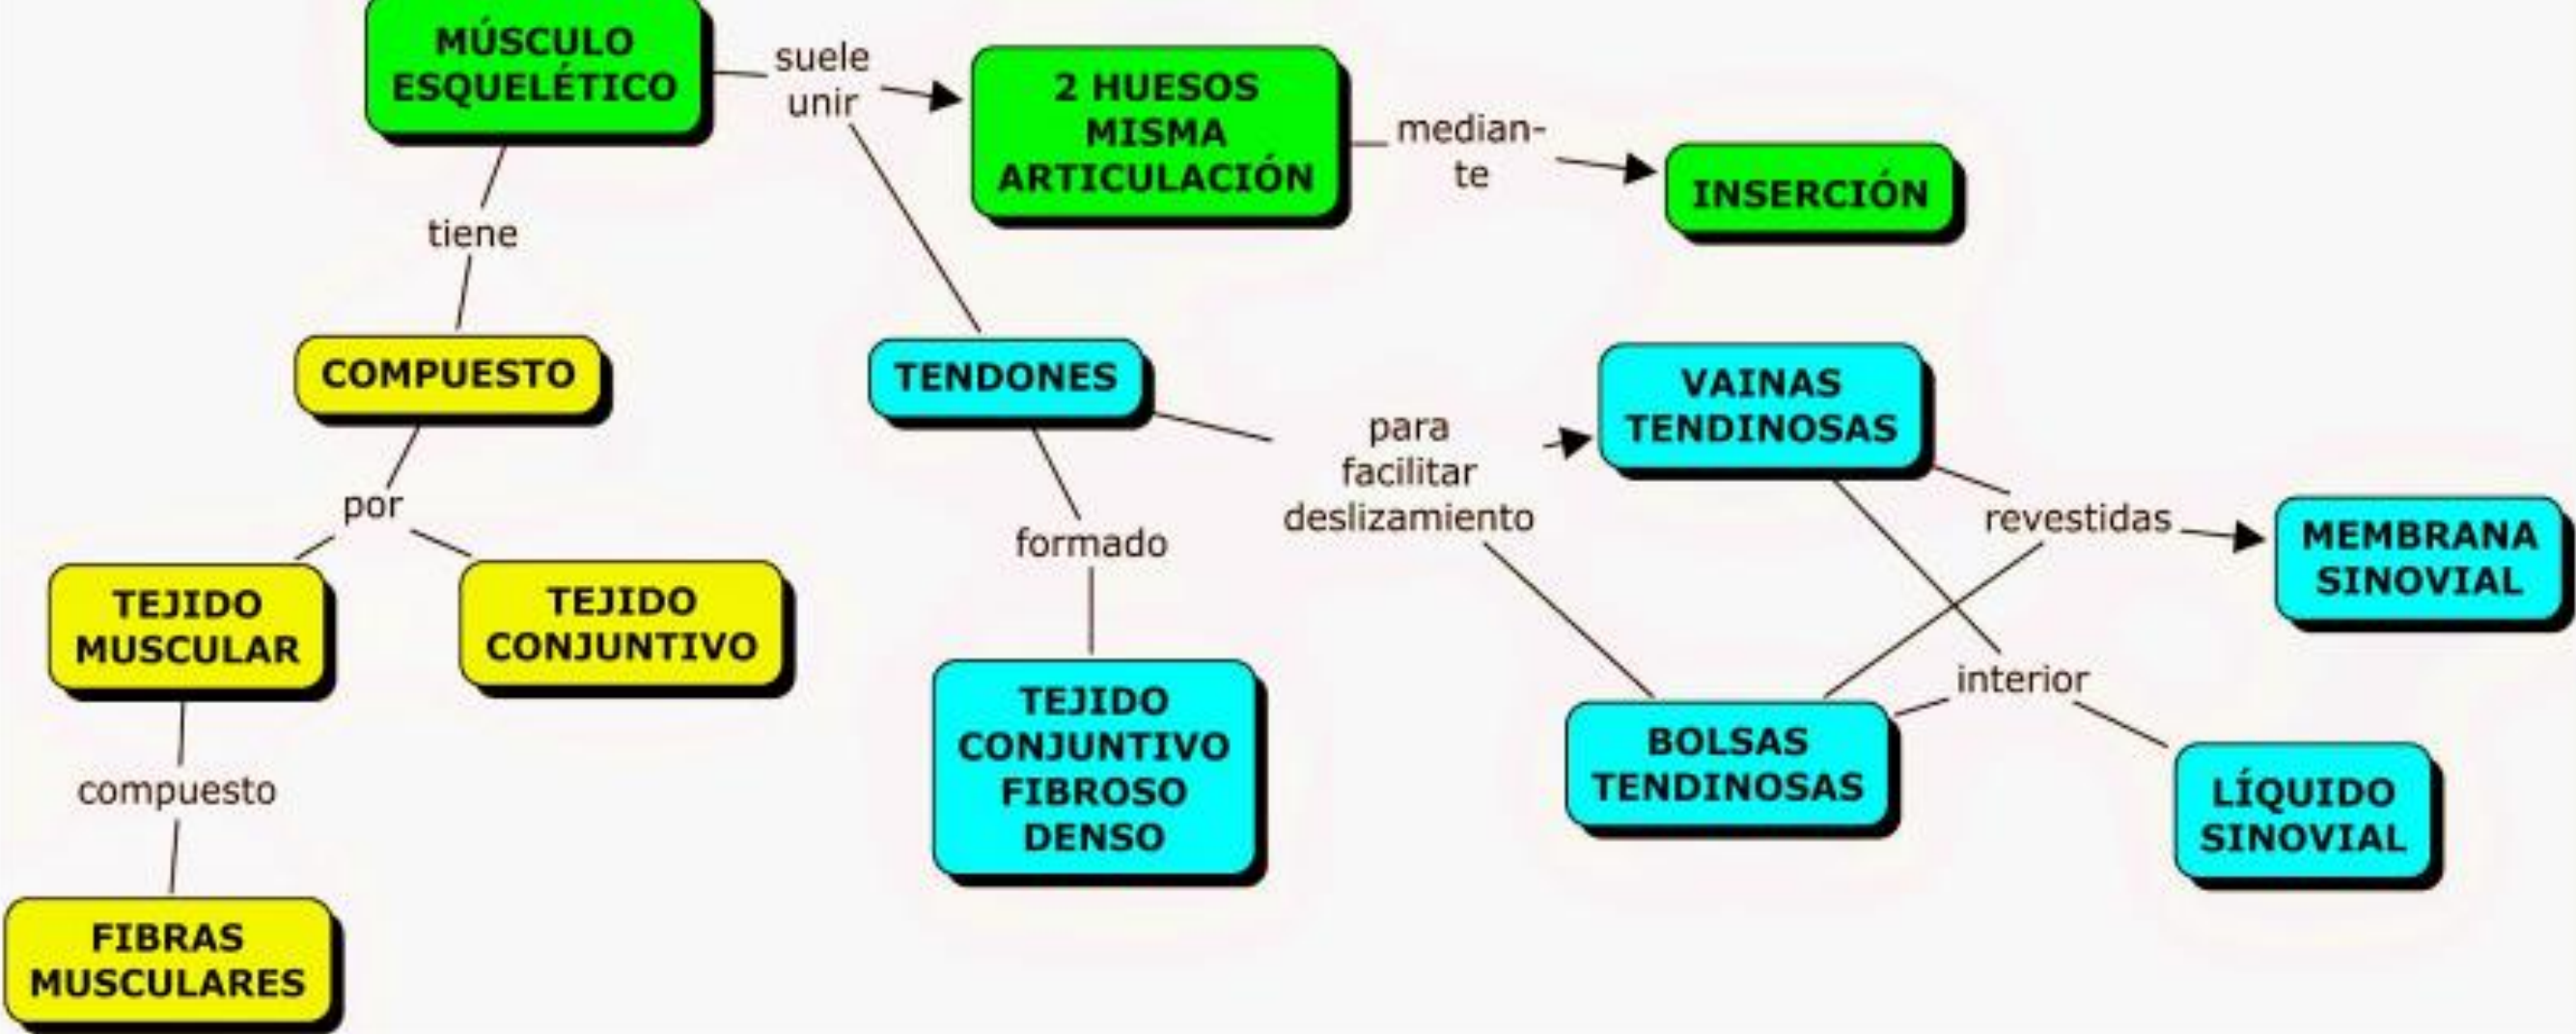 MÚSCULO
ESQUELÉTICO
suele
unir
2 HUESOS
MISMA
ARTICULACIÓN
median-
te
INSERCIÓN
tiene
COMPUESTO
TENDONES
para
facilitar
deslizamiento
VAINAS
TENDINOSAS
revestidas
MEMBRANA
SINOVIAL
por
formado
TEJIDO
MUSCULAR
TEJIDO
CONJUNTIVO
TEJIDO
CONJUNTIVO
FIBROSO
DENSO
BOLSAS
TENDINOSAS
interior
LÍQUIDO
SINOVIAL
compuesto
FIBRAS
MUSCULARES